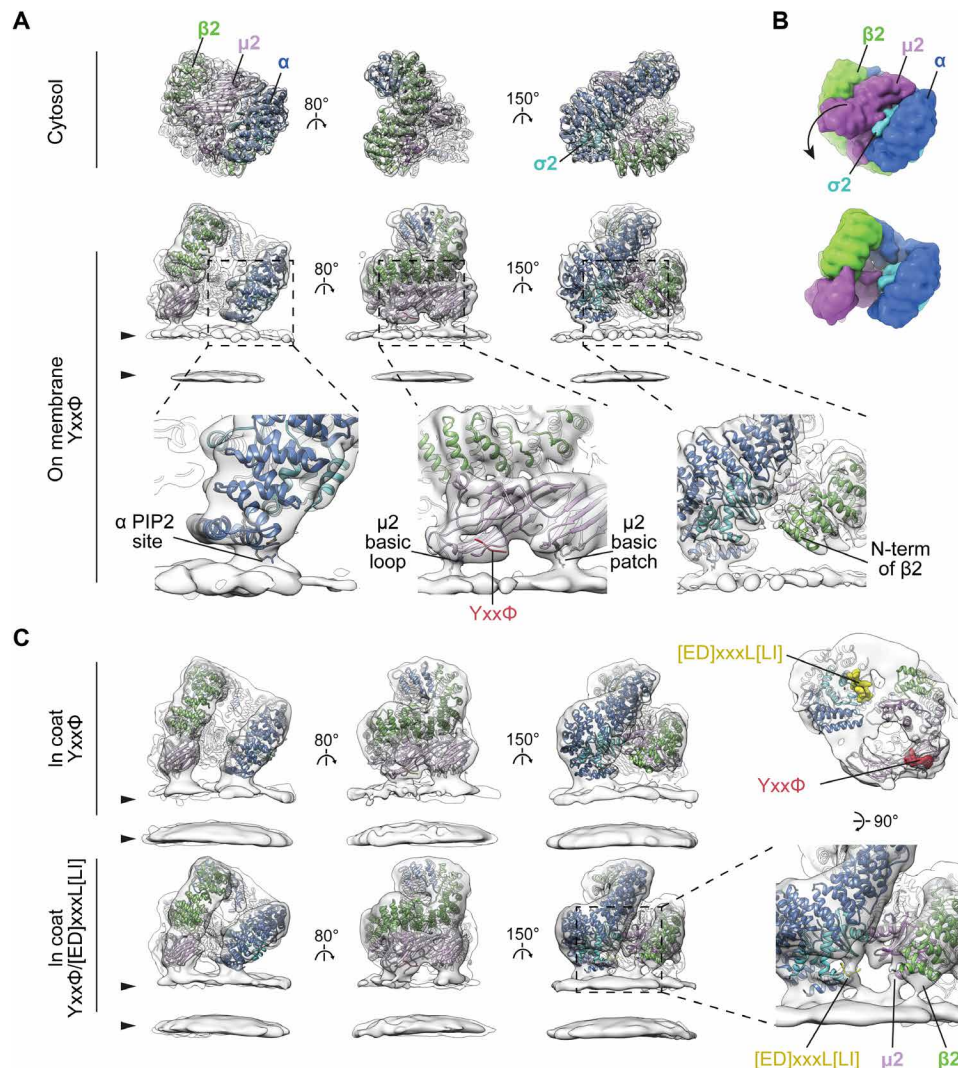 A
B
β2
μ2
α
80°
150°
σ2
Cytosol
β2
μ2
α
σ2
80°
150°
On membrane
YxxΦ
α PIP2
site
μ2
basic
loop
μ2
basic
patch
YxxΦ
N-term
of β2
C
In coat
YxxΦ
80°
150°
[ED]xxxL[LI]
YxxΦ
90°
In coat
YxxΦ/[ED]xxxL[LI]
80°
150°
[ED]xxxL[LI]
μ2
β2